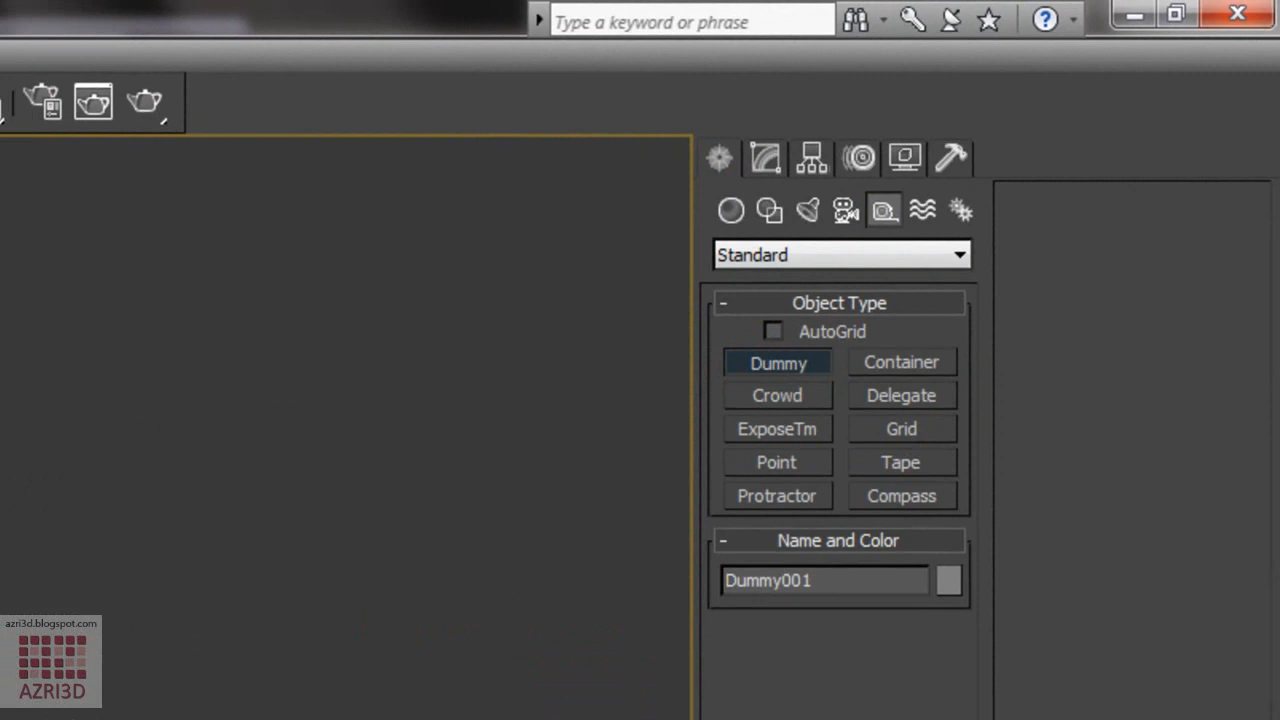 Type a keyword or phrase
Standard
Object Type
AutoGrid
Dummy Container
Crowd Delegate
ExposeTm Grid
Point Tape
Protractor Compass
Name and Color
Dummy001
azri3d.blogspot.com
AZRI3D